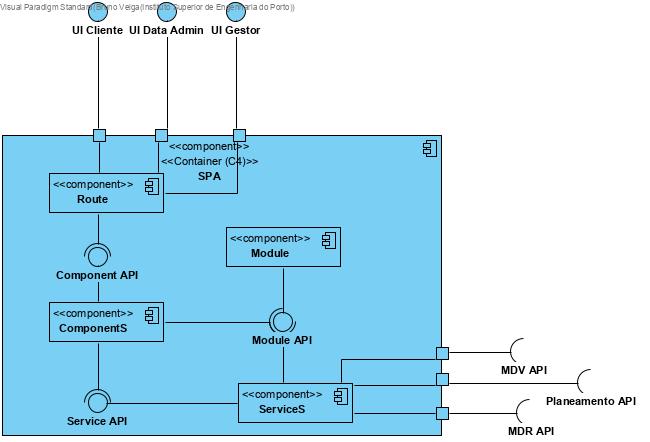 Visual Paradigm Standard(Bruno Veiga(Instituto Superior de Engenharia do Porto))
UI Cliente
UI Data Admin
UI Gestor
<<component>>
<<Container (C4)>>
SPA
<<component>>
Route
<<component>>
Module
Component API
<<component>>
ComponentS
Module API
MDV API
<<component>>
ServiceS
Planeamento API
Service API
MDR API